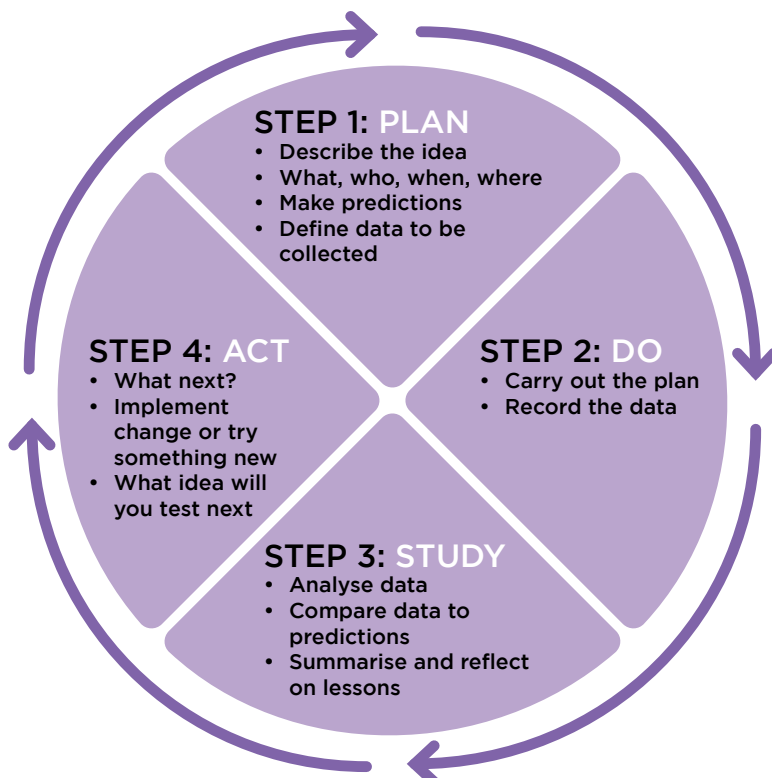 STEP 1: PLAN
• Describe the idea
• What, who, when, where
• Make predictions
• Define data to be
collected
STEP 2: DO
• Carry out the plan
• Record the data
STEP 3: STUDY
• Analyse data
• Compare data to
predictions
• Summarise and reflect
on lessons
STEP 4: ACT
• What next?
• Implement
change or try
something new
• What idea will
you test next